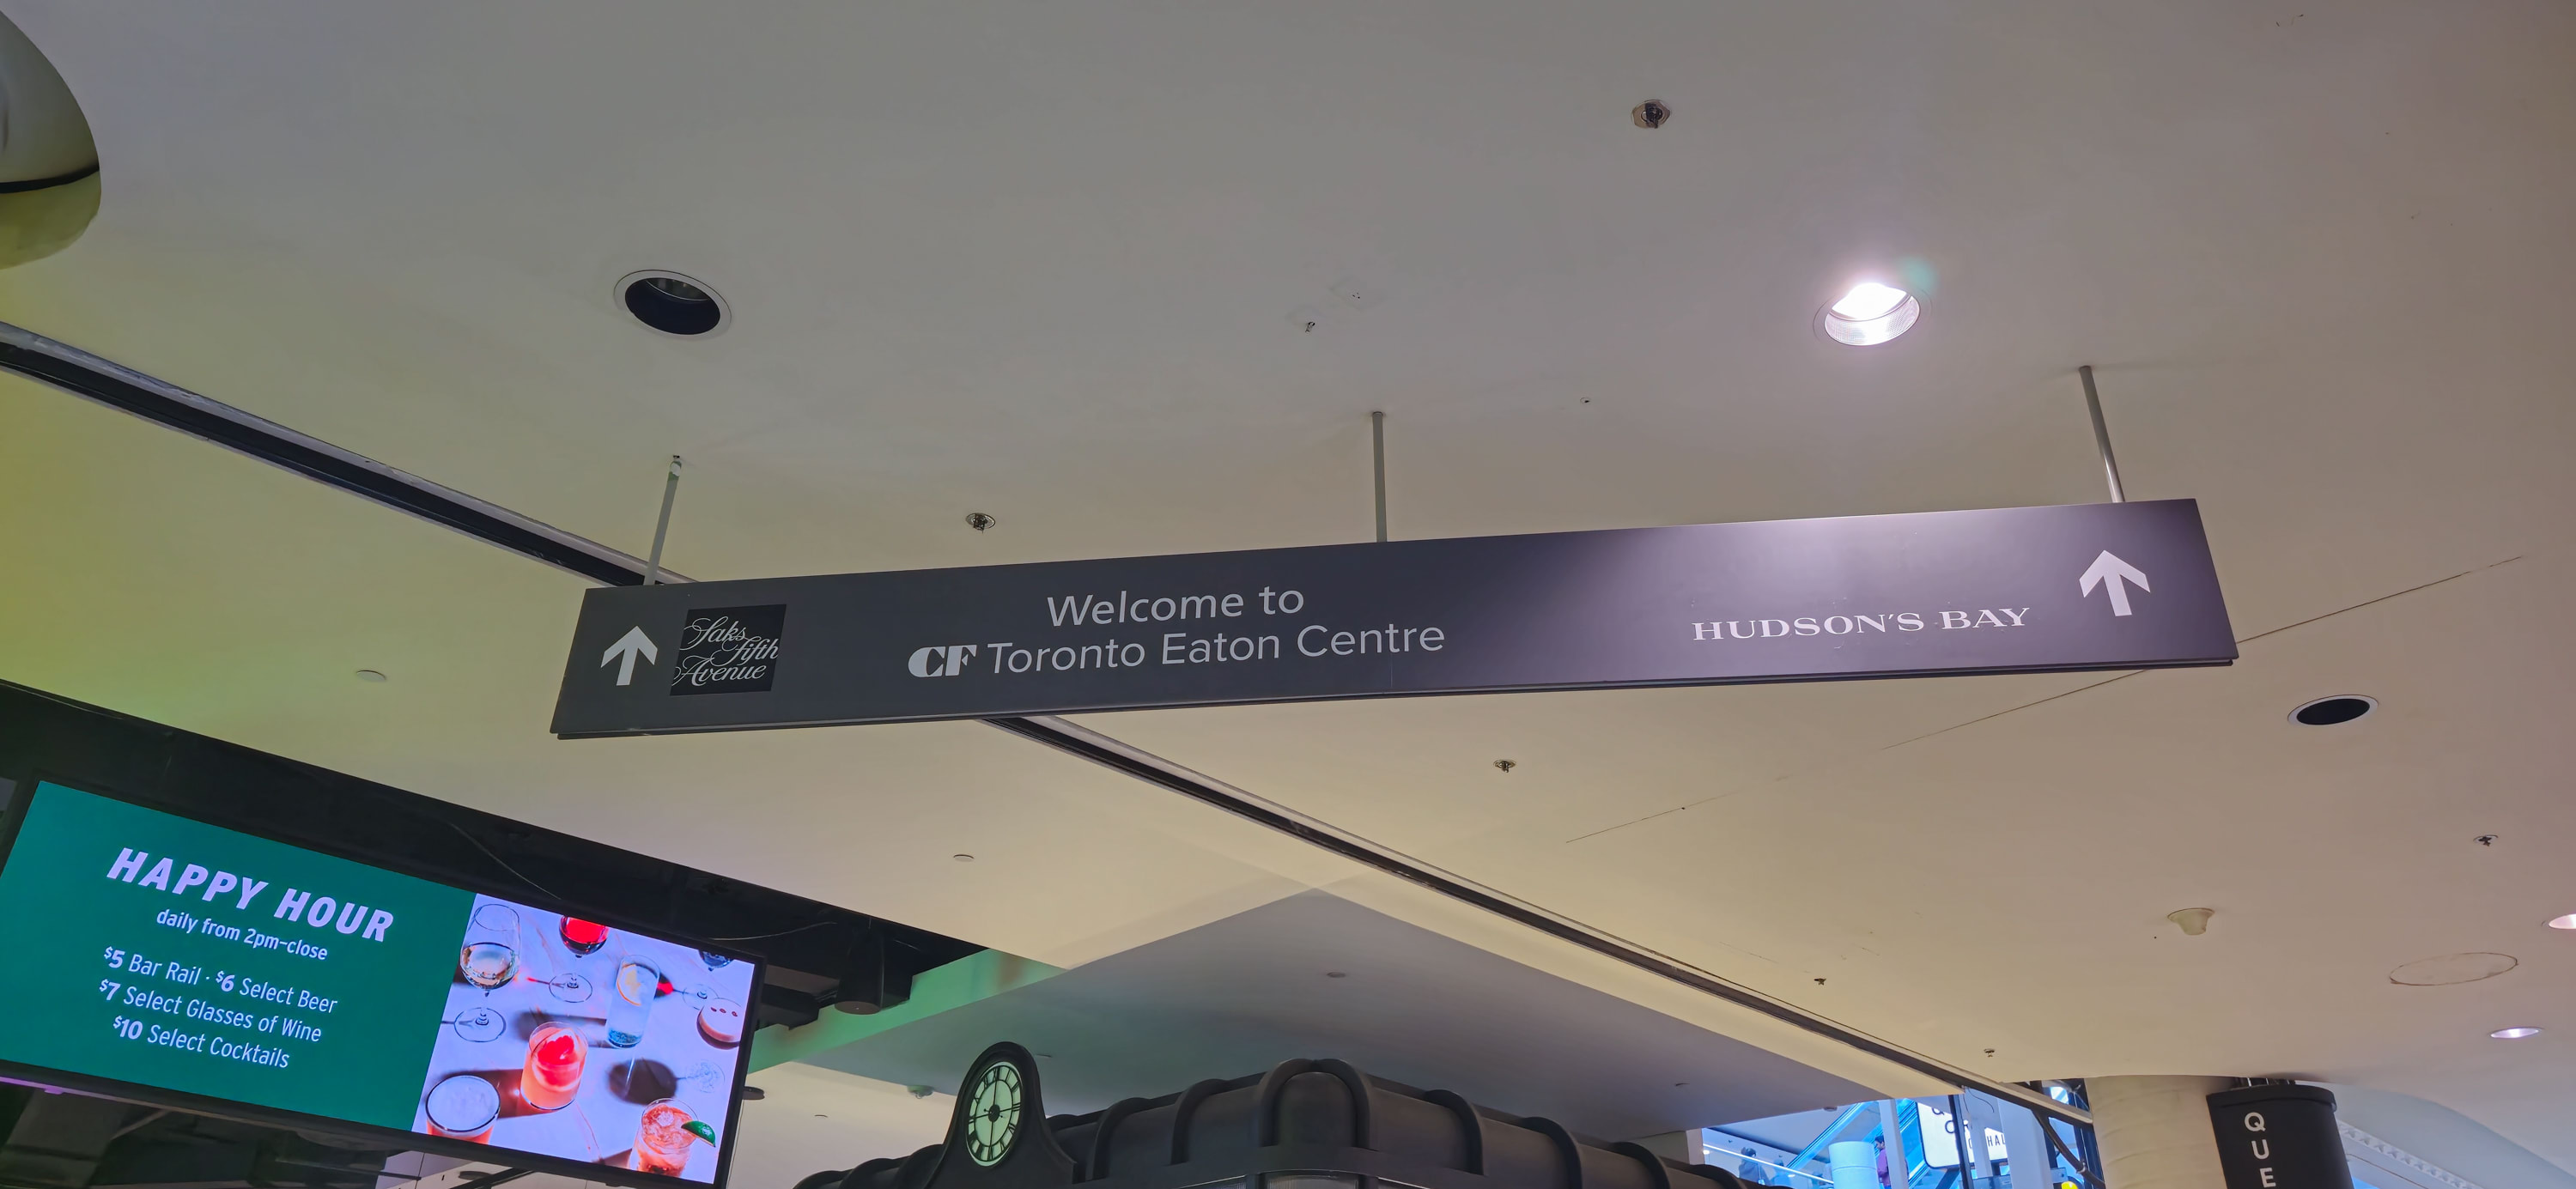 Saks
Fifth
Avenue
Welcome to
CF Toronto Eaton Centre
HUDSON'S BAY
HAPPY HOUR
daily from 2pm-close
$5 Bar Rail · $6 Select Beer
$7 Select Glasses of Wine
$10 Select Cocktails
QUE